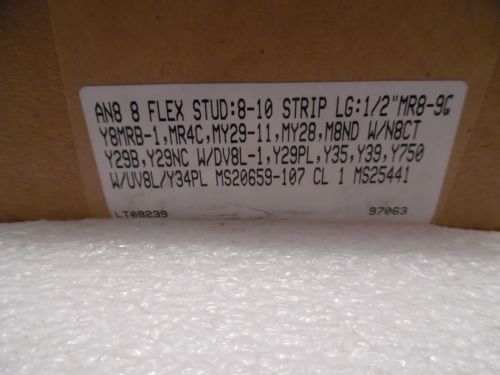 AN8 8 FLEX STUD:8-10 STRIP LG:1/2"MR8-9C
Y8MRB-1,MR4C,MY29-11,MY28,M8ND W/N8CT
Y29B,Y29NC W/DV8L-1,Y29PL,Y35,Y39,Y750
W/UV8L/Y34PL MS20659-107 CL 1 MS25441
LT08239 97063